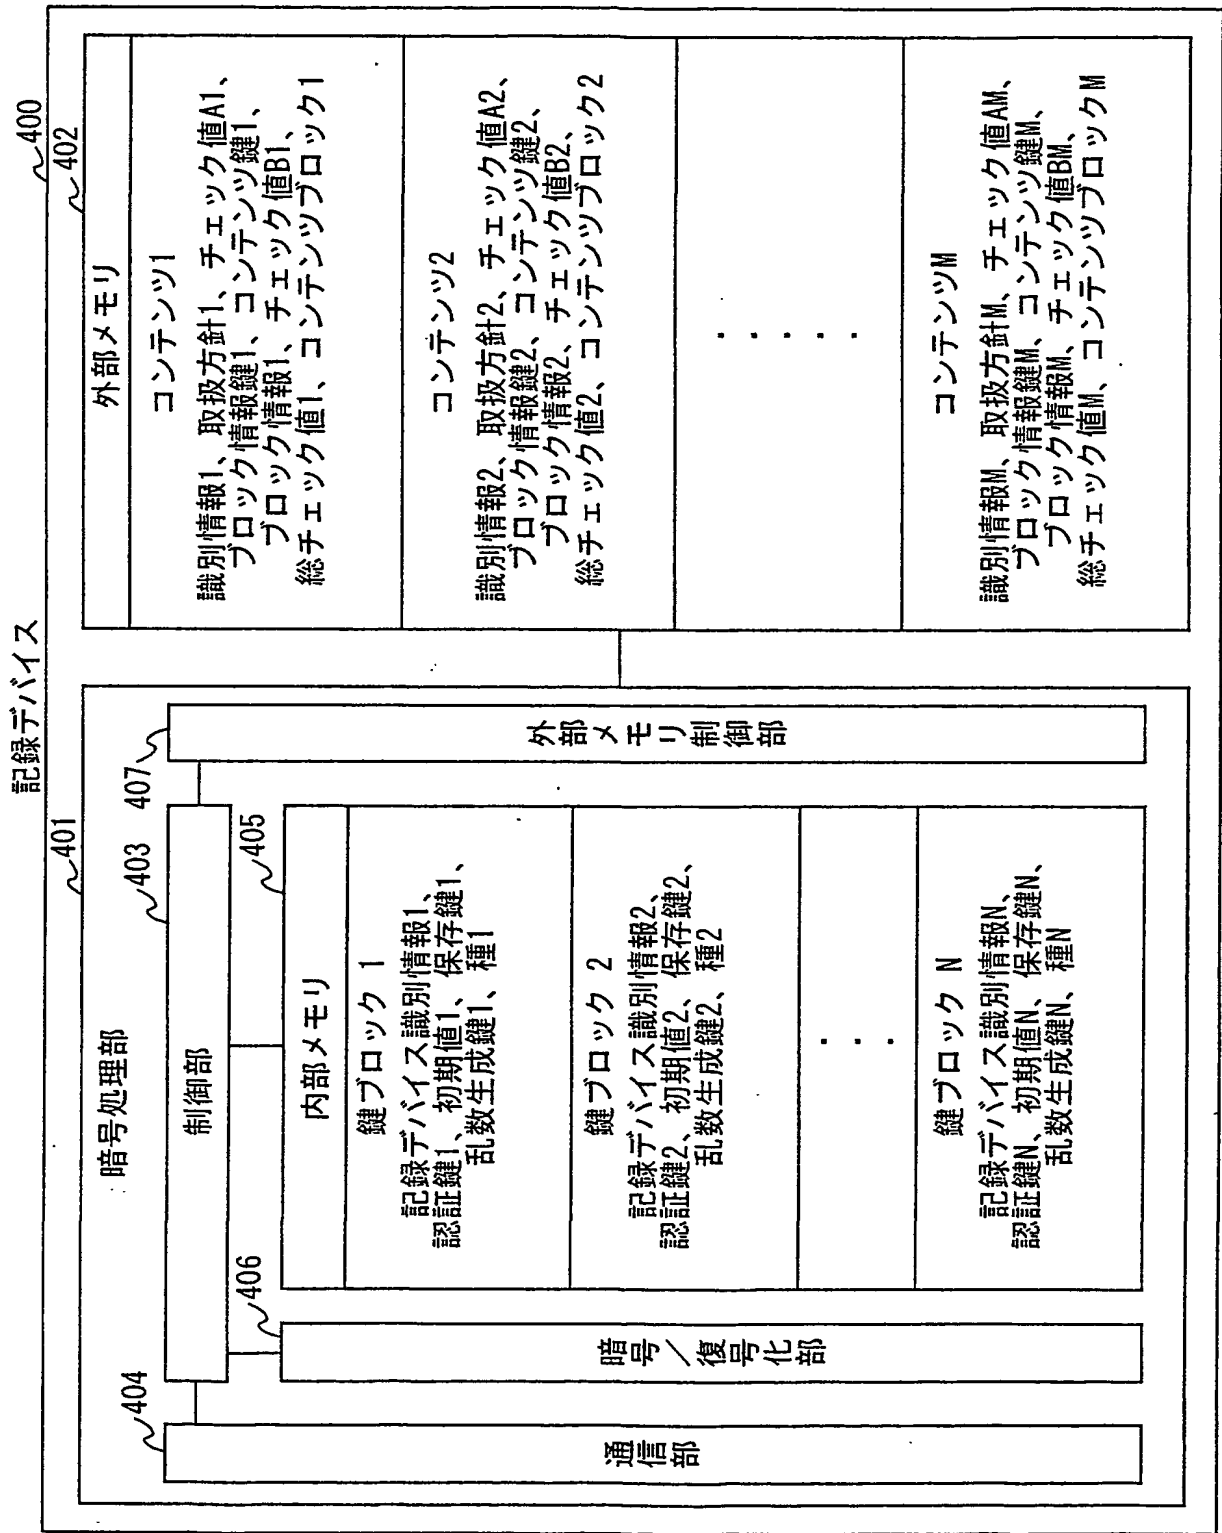 記録デバイス
400
401
暗号処理部
403
制御部
404
通信部
406
暗号/復号化部
405
内部メモリ
鍵ブロック 1
記録デバイス識別情報1、
認証鍵1、初期値1、保存鍵1、
乱数生成鍵1、種1
鍵ブロック 2
記録デバイス識別情報2、
認証鍵2、初期値2、保存鍵2、
乱数生成鍵2、種2
・・・
鍵ブロック N
記録デバイス識別情報N、
認証鍵N、初期値N、保存鍵N、
乱数生成鍵N、種N
407
外部メモリ制御部
402
外部メモリ
コンテンツ1
識別情報1、取扱方針1、チェック値A1、
ブロック情報鍵1、コンテンツ鍵1、
ブロック情報1、チェック値B1、
総チェック値1、コンテンツブロック1
コンテンツ2
識別情報2、取扱方針2、チェック値A2、
ブロック情報鍵2、コンテンツ鍵2、
ブロック情報2、チェック値B2、
総チェック値2、コンテンツブロック2
・・・・・
コンテンツM
識別情報M、取扱方針M、チェック値AM、
ブロック情報鍵M、コンテンツ鍵M、
ブロック情報M、チェック値BM、
総チェック値M、コンテンツブロックM